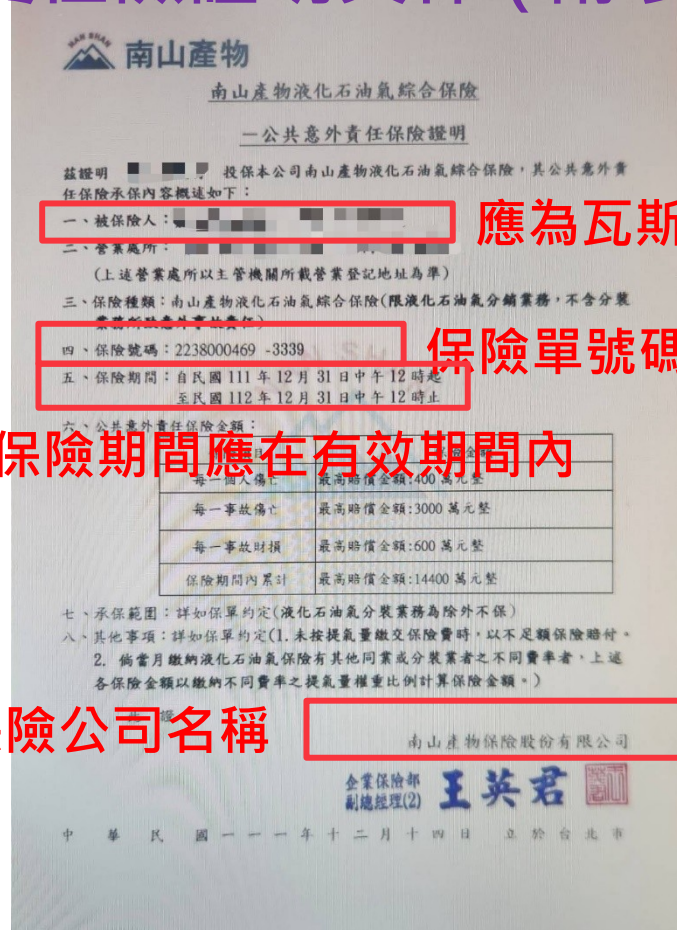 NAN SHAN
南山產物
南山產物液化石油氣綜合保險
－公共意外責任保險證明
茲證明 投保本公司南山產物液化石油氣綜合保險，其公共意外責
任保險承保內容概述如下：
一、被保險人：
應為瓦斯
二、營業處所：
(上述營業處所以主管機關所載營業登記地址為準)
三、保險種類：南山產物液化石油氣綜合保險(限液化石油氣分銷業務，不含分裝
業務所致意外事故責任)
四、保險號碼：2238000469 -3339
保險單號碼
五、保險期間：自民國 111 年 12 月 31 日中午 12 時起
至民國 112 年 12 月 31 日中午 12 時止
六、公共意外責任保險金額：
保險期間應在有效期間內
每一個人傷亡 最高賠償金額:400 萬元整
每一事故傷亡 最高賠償金額:3000 萬元整
每一事故財損 最高賠償金額:600 萬元整
保險期間內累計 最高賠償金額:14400 萬元整
七、承保範圍：詳如保單約定(液化石油氣分裝業務為除外不保)
八、其他事項：詳如保單約定(1.未按提氣量繳交保險費時，以不足額保險賠付。
2. 倘當月繳納液化石油氣保險有其他同業或分裝業者之不同費率者，上述
各保險金額以繳納不同費率之提氣量權重比例計算保險金額。)
險公司名稱
南山產物保險股份有限公司
企業保險部
副總經理(2) 王英君
中華民國一一一年十二月十四日 立於台北市